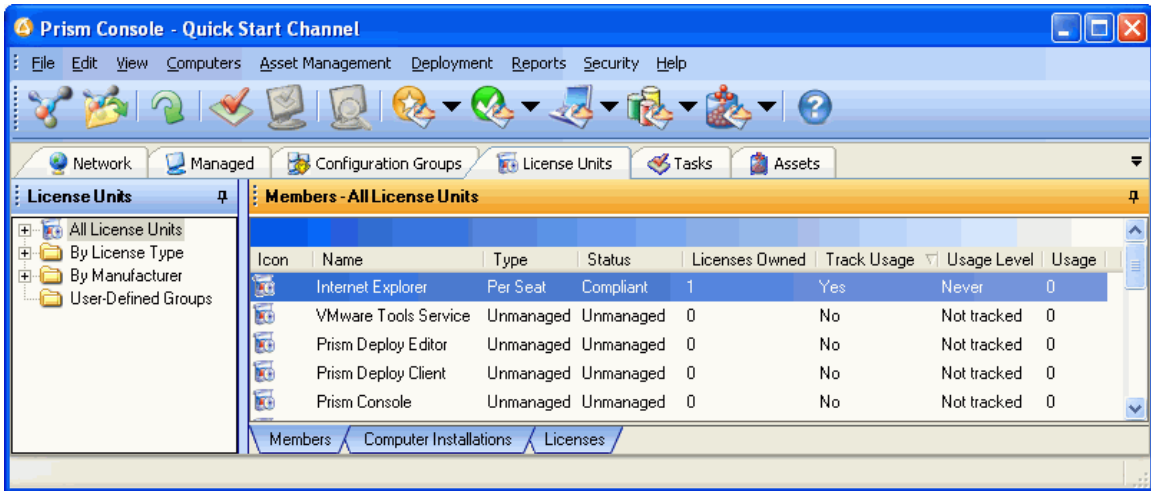 Prism Console - Quick Start Channel
File Edit View Computers Asset Management Deployment Reports Security Help
Network Managed Configuration Groups License Units Tasks Assets
License Units
Members - All License Units
All License Units
By License Type
By Manufacturer
User-Defined Groups
Icon Name Type Status Licenses Owned Track Usage Usage Level Usage
Internet Explorer Per Seat Compliant 1 Yes Never 0
VMware Tools Service Unmanaged Unmanaged 0 No Not tracked 0
Prism Deploy Editor Unmanaged Unmanaged 0 No Not tracked 0
Prism Deploy Client Unmanaged Unmanaged 0 No Not tracked 0
Prism Console Unmanaged Unmanaged 0 No Not tracked 0
Members Computer Installations Licenses